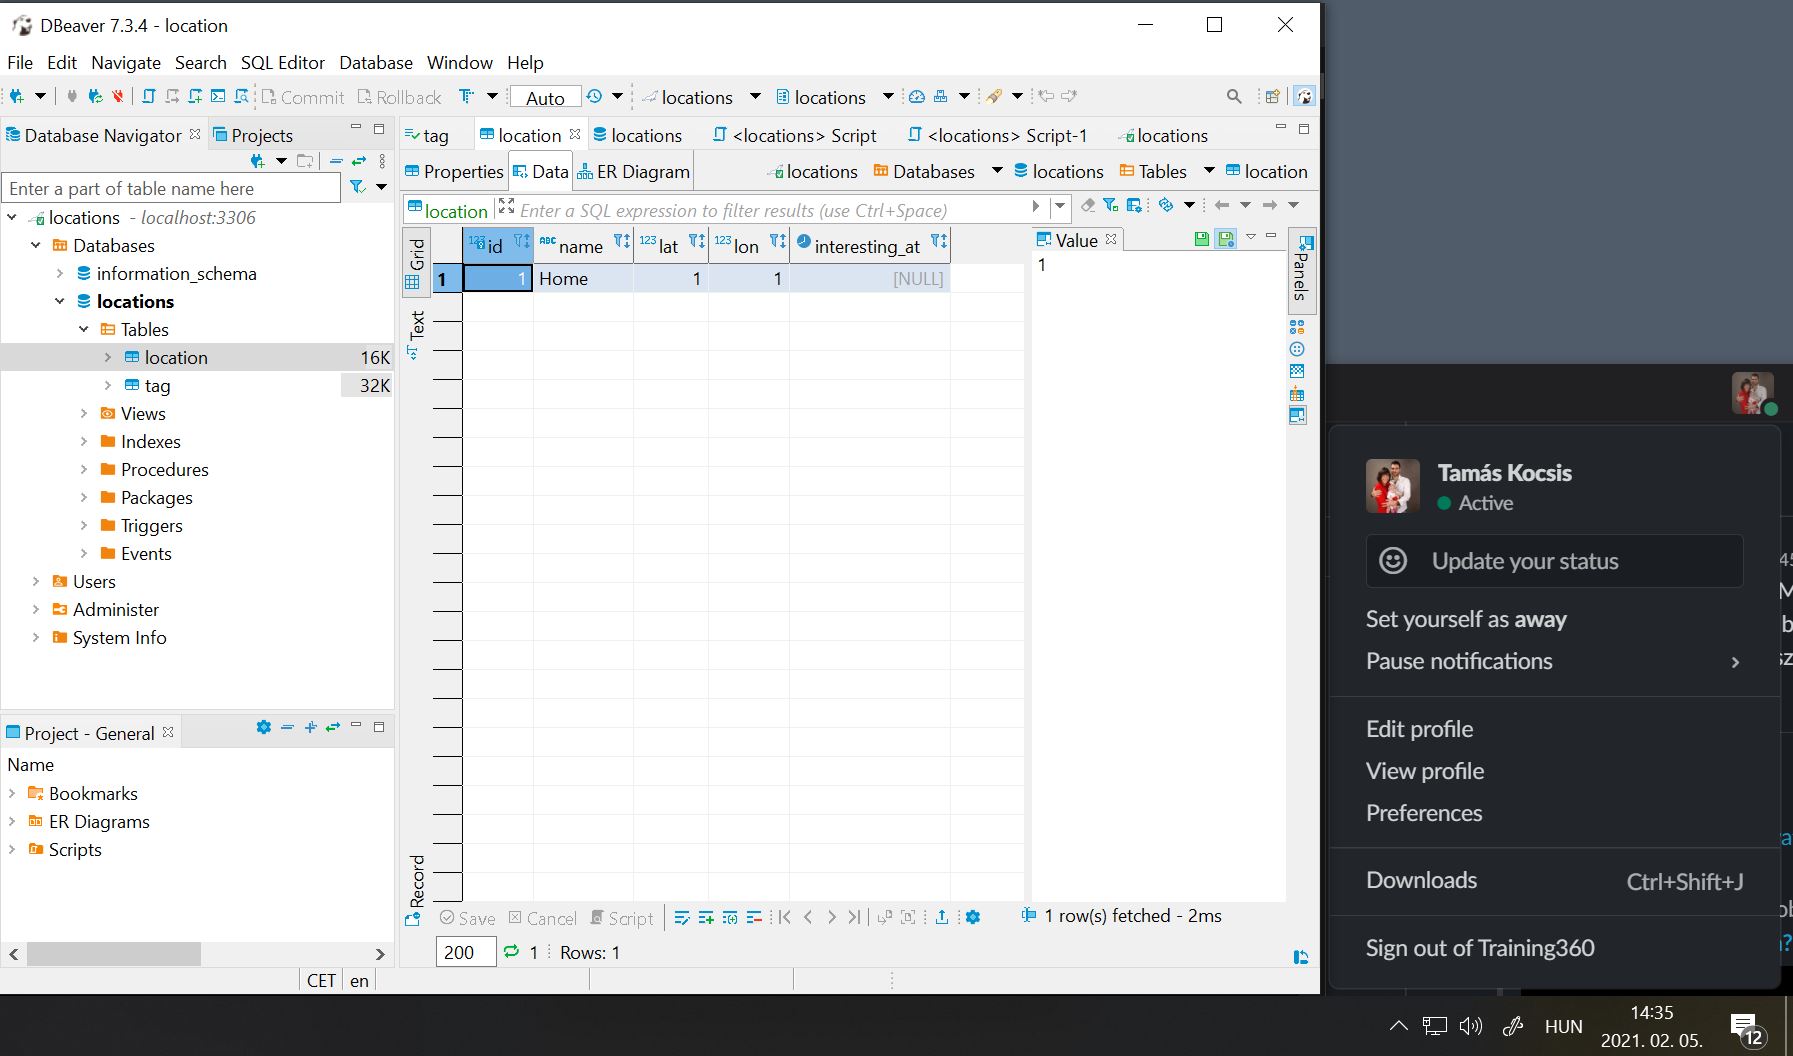 DBeaver 7.3.4 - location
File Edit Navigate Search SQL Editor Database Window Help
Commit Rollback Auto locations locations
Database Navigator Projects
Enter a part of table name here
locations - localhost:3306
Databases
information_schema
locations
Tables
location 16K
tag 32K
Views
Indexes
Procedures
Packages
Triggers
Events
Users
Administer
System Info
Project - General
Name
Bookmarks
ER Diagrams
Scripts
CET en
tag location locations <locations> Script <locations> Script-1 locations
Properties Data ER Diagram locations Databases locations Tables location
location Enter a SQL expression to filter results (use Ctrl+Space)
Grid
Text
Record
123 id ABC name 123 lat 123 lon interesting_at
1 1 Home 1 1 [NULL]
Value
1
Panels
Save Cancel Script 1 row(s) fetched - 2ms
200 1 Rows: 1
Tamás Kocsis
Active
Update your status
Set yourself as away
Pause notifications
Edit profile
View profile
Preferences
Downloads Ctrl+Shift+J
Sign out of Training360
HUN
14:35
2021. 02. 05.
12